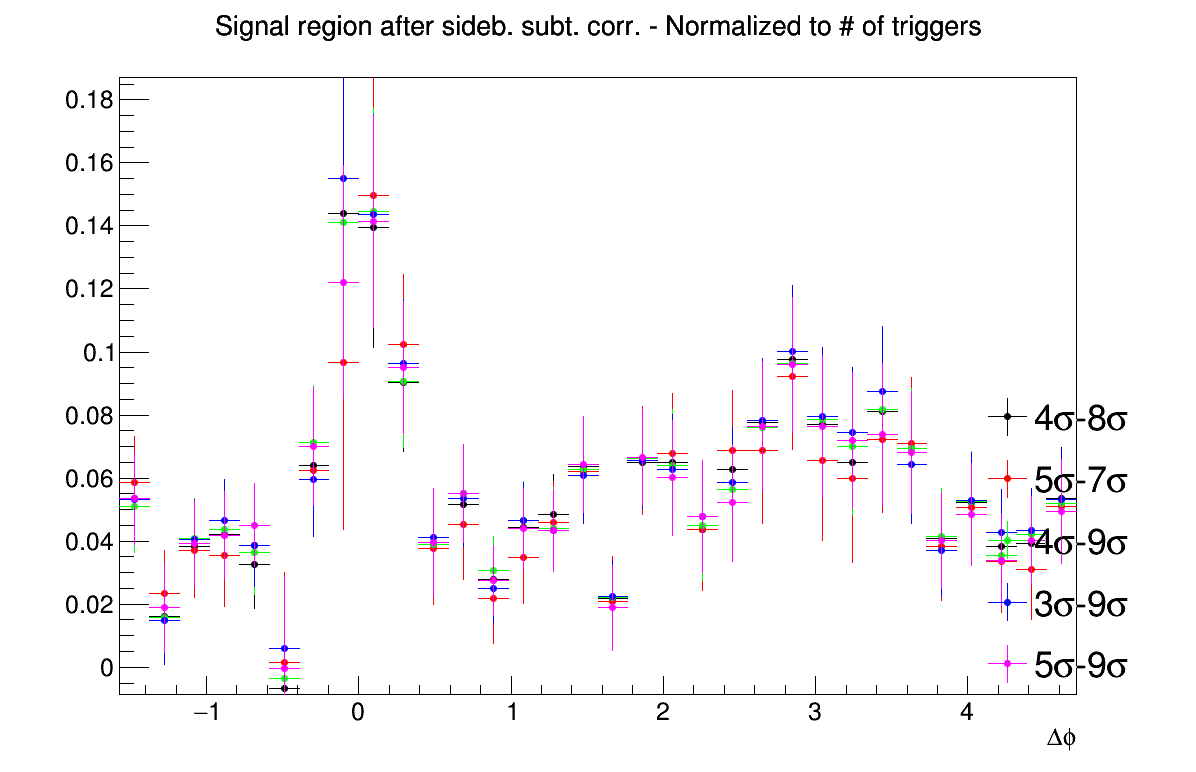 Signal region after sideb. subt. corr. - Normalized to # of triggers
0.18
0.16
0.14
0.12
0.1
0.08
0.06
0.04
0.02
0
4σ-8σ
5σ-7σ
4σ-9σ
3σ-9σ
5σ-9σ
−1 0 1 2 3 4
Δϕ